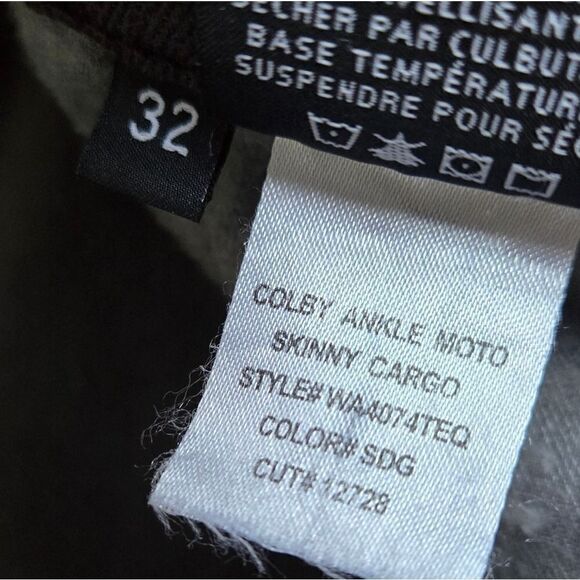 SÉCHER PAR CULBUT
BASE TEMPÉRATUR
SUSPENDRE POUR SÉC
32
COLBY ANKLE MOTO
SKINNY CARGO
STYLE# WA4074TEQ
COLOR# SDG
CUT# 12728